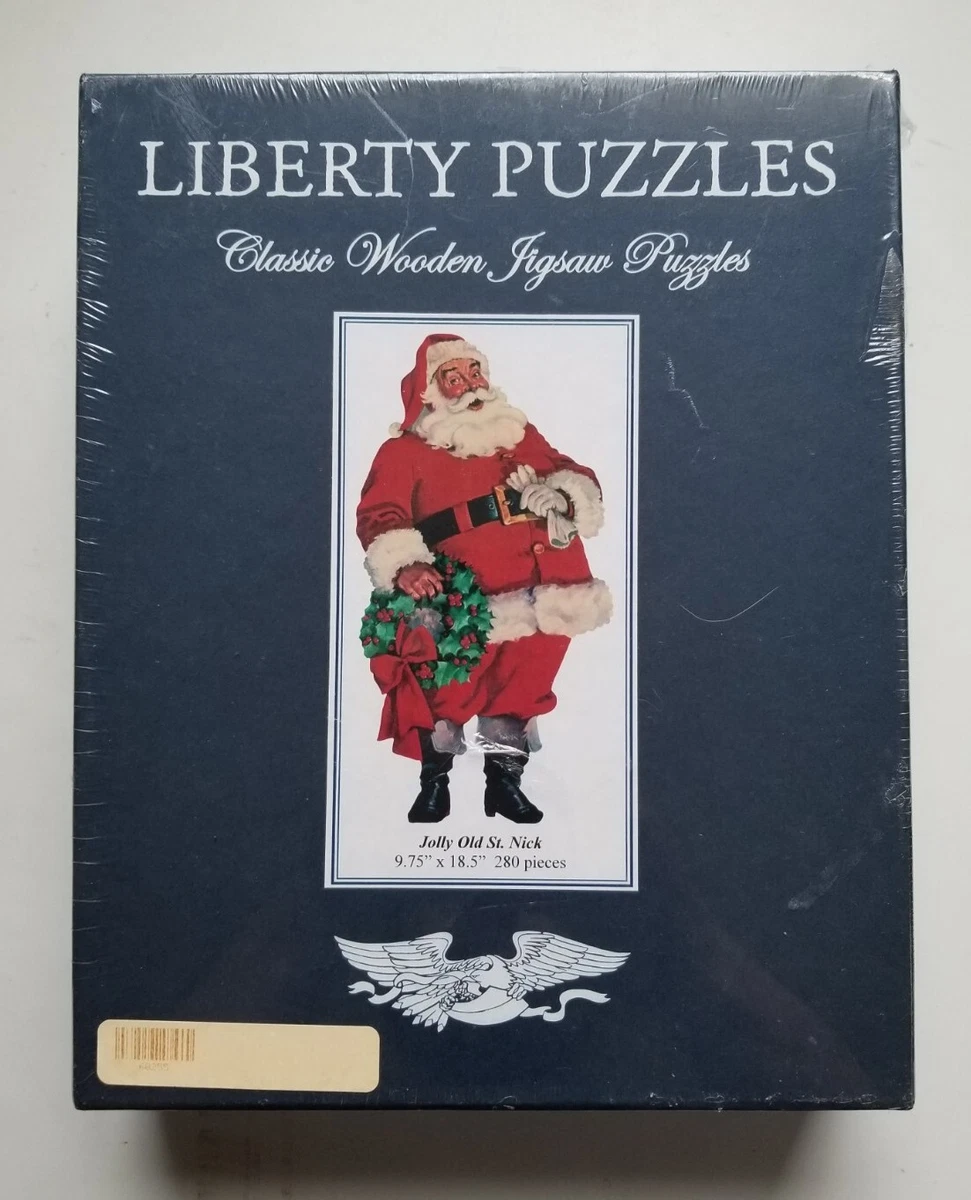 LIBERTY PUZZLES
Classic Wooden Jigsaw Puzzles
Jolly Old St. Nick
9.75” x 18.5” 280 pieces